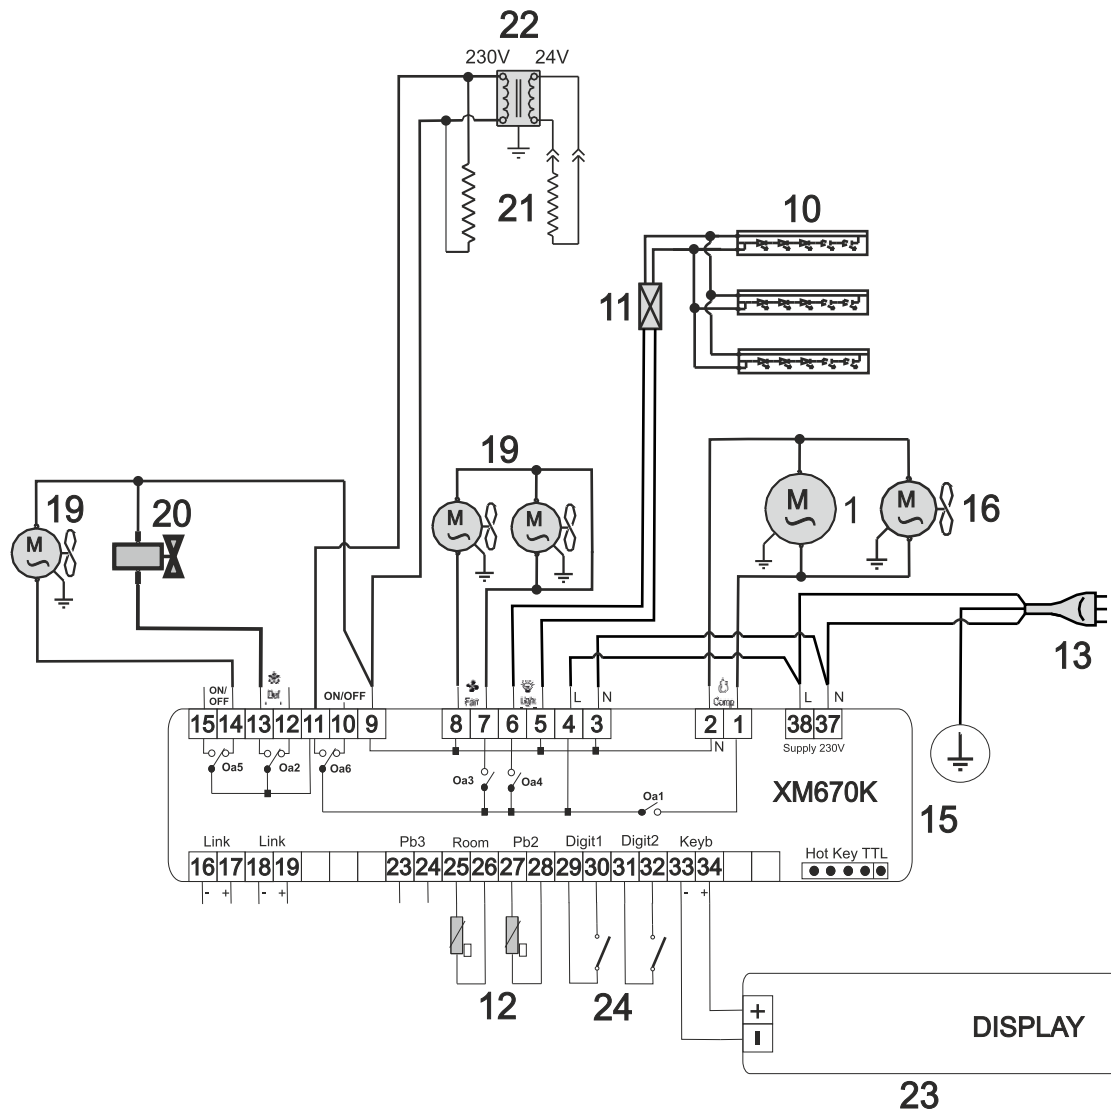 22
230V 24V
21
10
11
19
1
16
19
20
13
ON/
OFF
Def
ON/OFF
Fan
Light
L
N
Comp
L
N
15 14 13 12 11 10 9
8 7 6 5 4 3
2 1
38 37
N
Supply 230V
Oa5
Oa2
Oa6
Oa3
Oa4
Oa1
XM670K
15
Link
Link
Pb3
Room
Pb2
Digit1
Digit2
Keyb
Hot Key TTL
16 17 18 19
23 24 25 26 27 28 29 30 31 32 33 34
- + - +
- +
12
24
+
-
DISPLAY
23